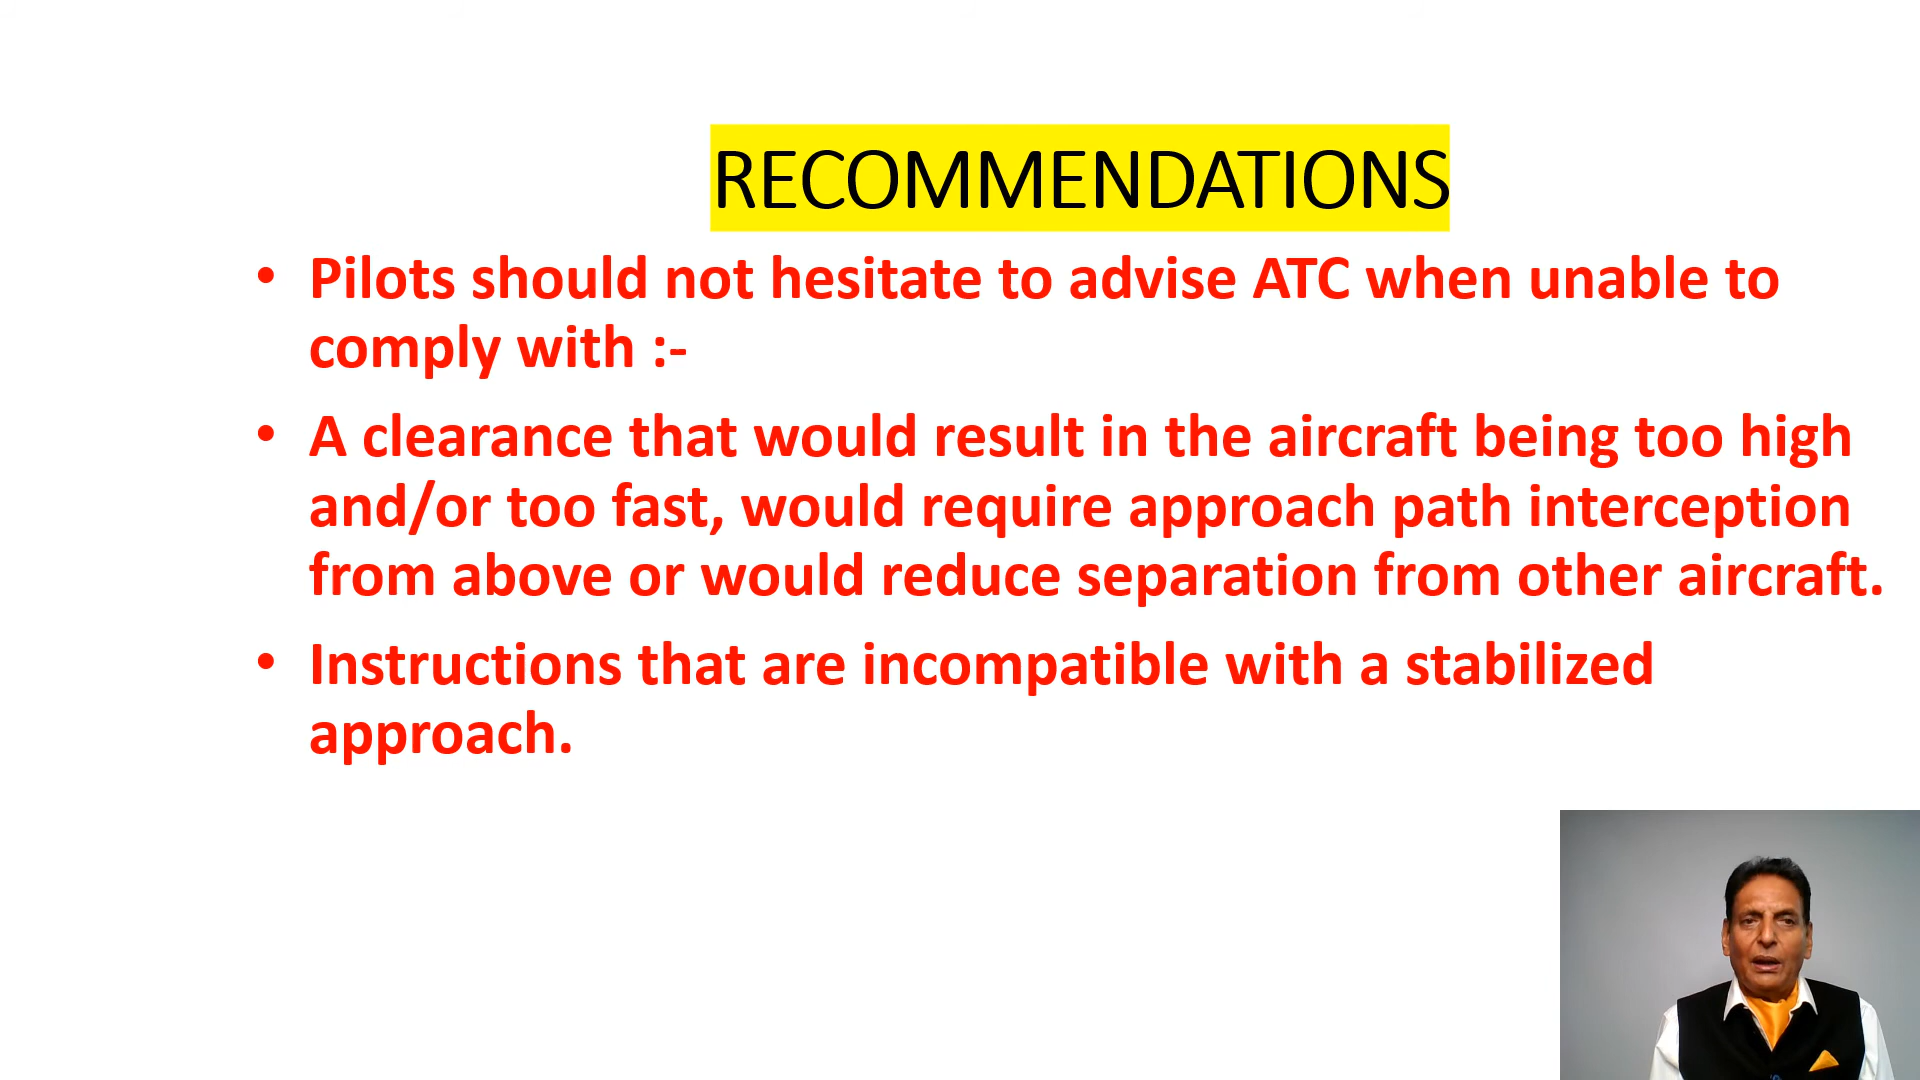 RECOMMENDATIONS
• Pilots should not hesitate to advise ATC when unable to
comply with :-
• A clearance that would result in the aircraft being too high
and/or too fast, would require approach path interception
from above or would reduce separation from other aircraft.
• Instructions that are incompatible with a stabilized
approach.